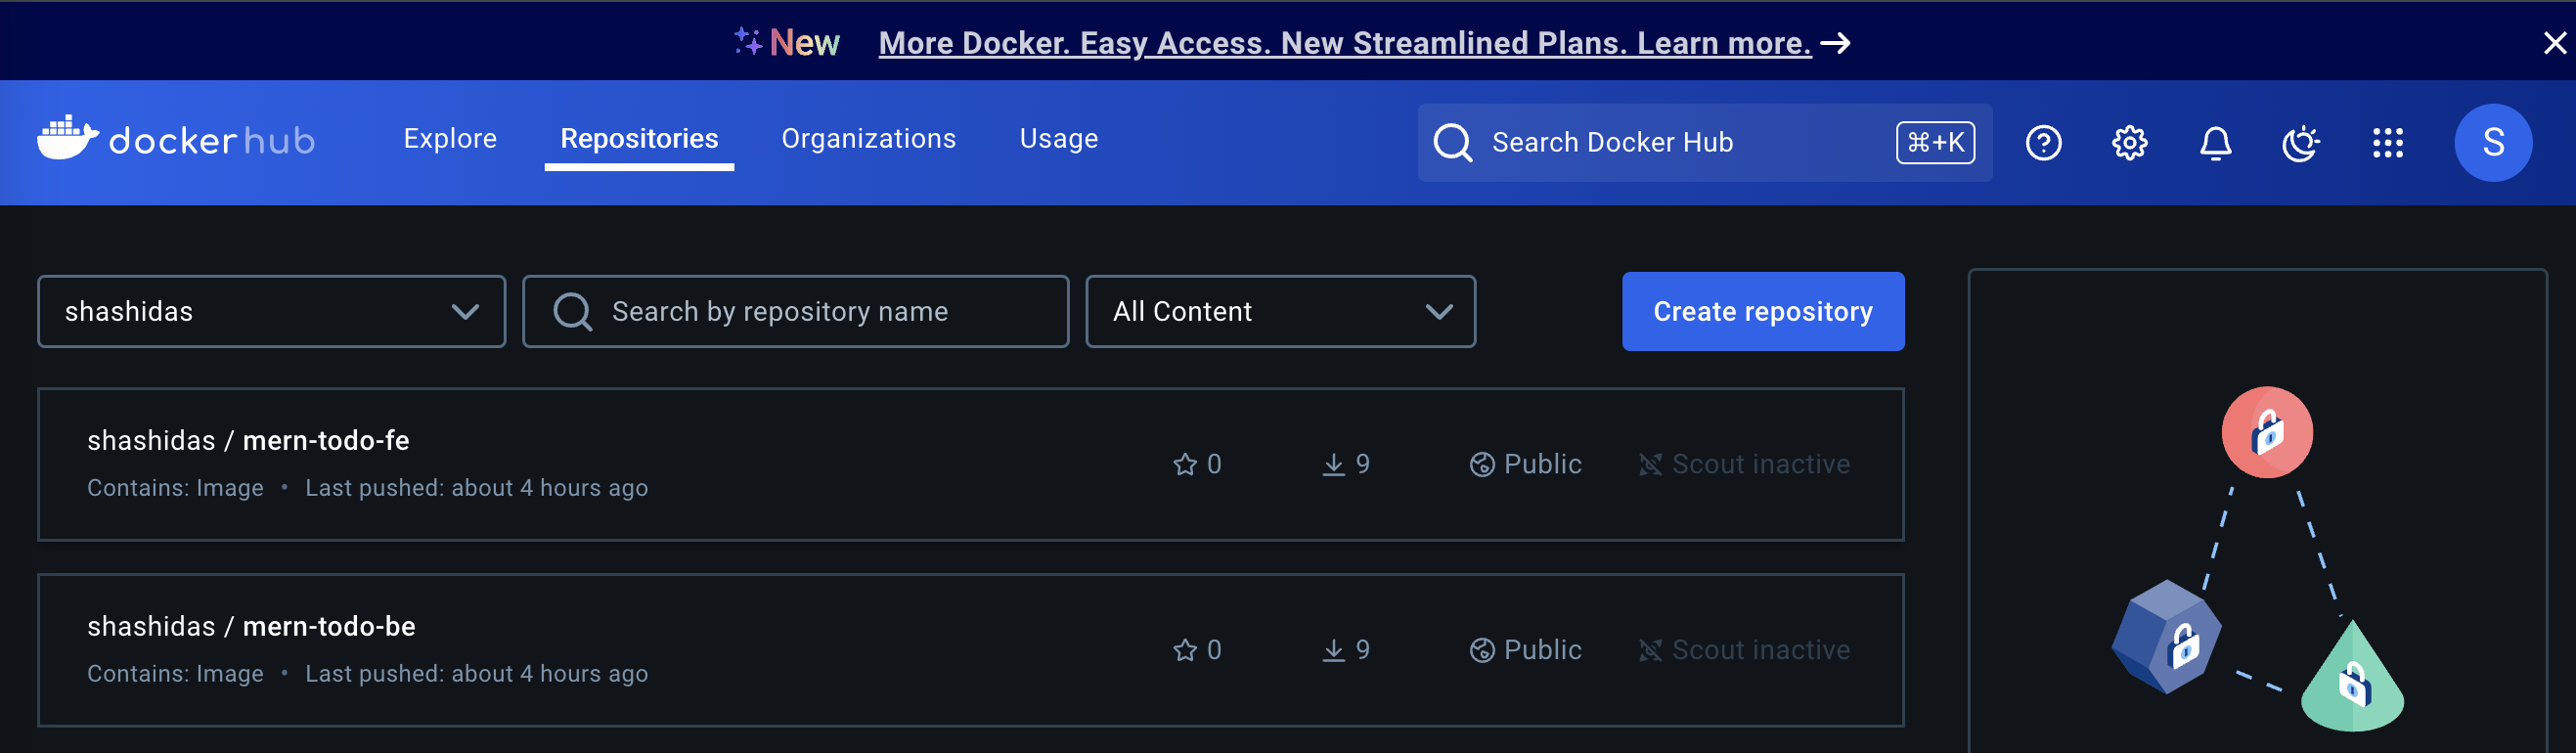 New More Docker. Easy Access. New Streamlined Plans. Learn more.
dockerhub Explore Repositories Organizations Usage Search Docker Hub ⌘+K S
shashidas Search by repository name All Content Create repository
shashidas / mern-todo-fe
Contains: Image • Last pushed: about 4 hours ago
0 9 Public Scout inactive
shashidas / mern-todo-be
Contains: Image • Last pushed: about 4 hours ago
0 9 Public Scout inactive